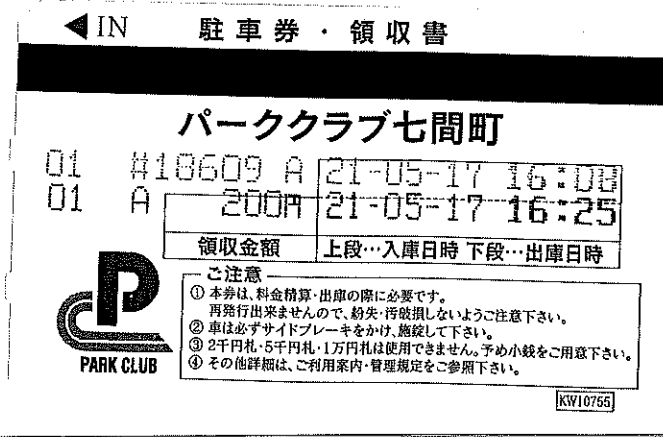 ◀IN 駐車券・領収書
パーククラブ七間町
01 #18609 A 21-05-17 16:08
01 A 200円 21-05-17 16:25
領収金額 上段…入庫日時 下段…出庫日時
ご注意
① 本券は、料金精算・出庫の際に必要です。
再発行出来ませんので、紛失・汚破損しないようご注意下さい。
② 車は必ずサイドブレーキをかけ、施錠して下さい。
③ 2千円札・5千円札・1万円札は使用できません。予め小銭をご用意下さい。
④ その他詳細は、ご利用案内・管理規定をご参照下さい。
P
PARK CLUB
KW10755